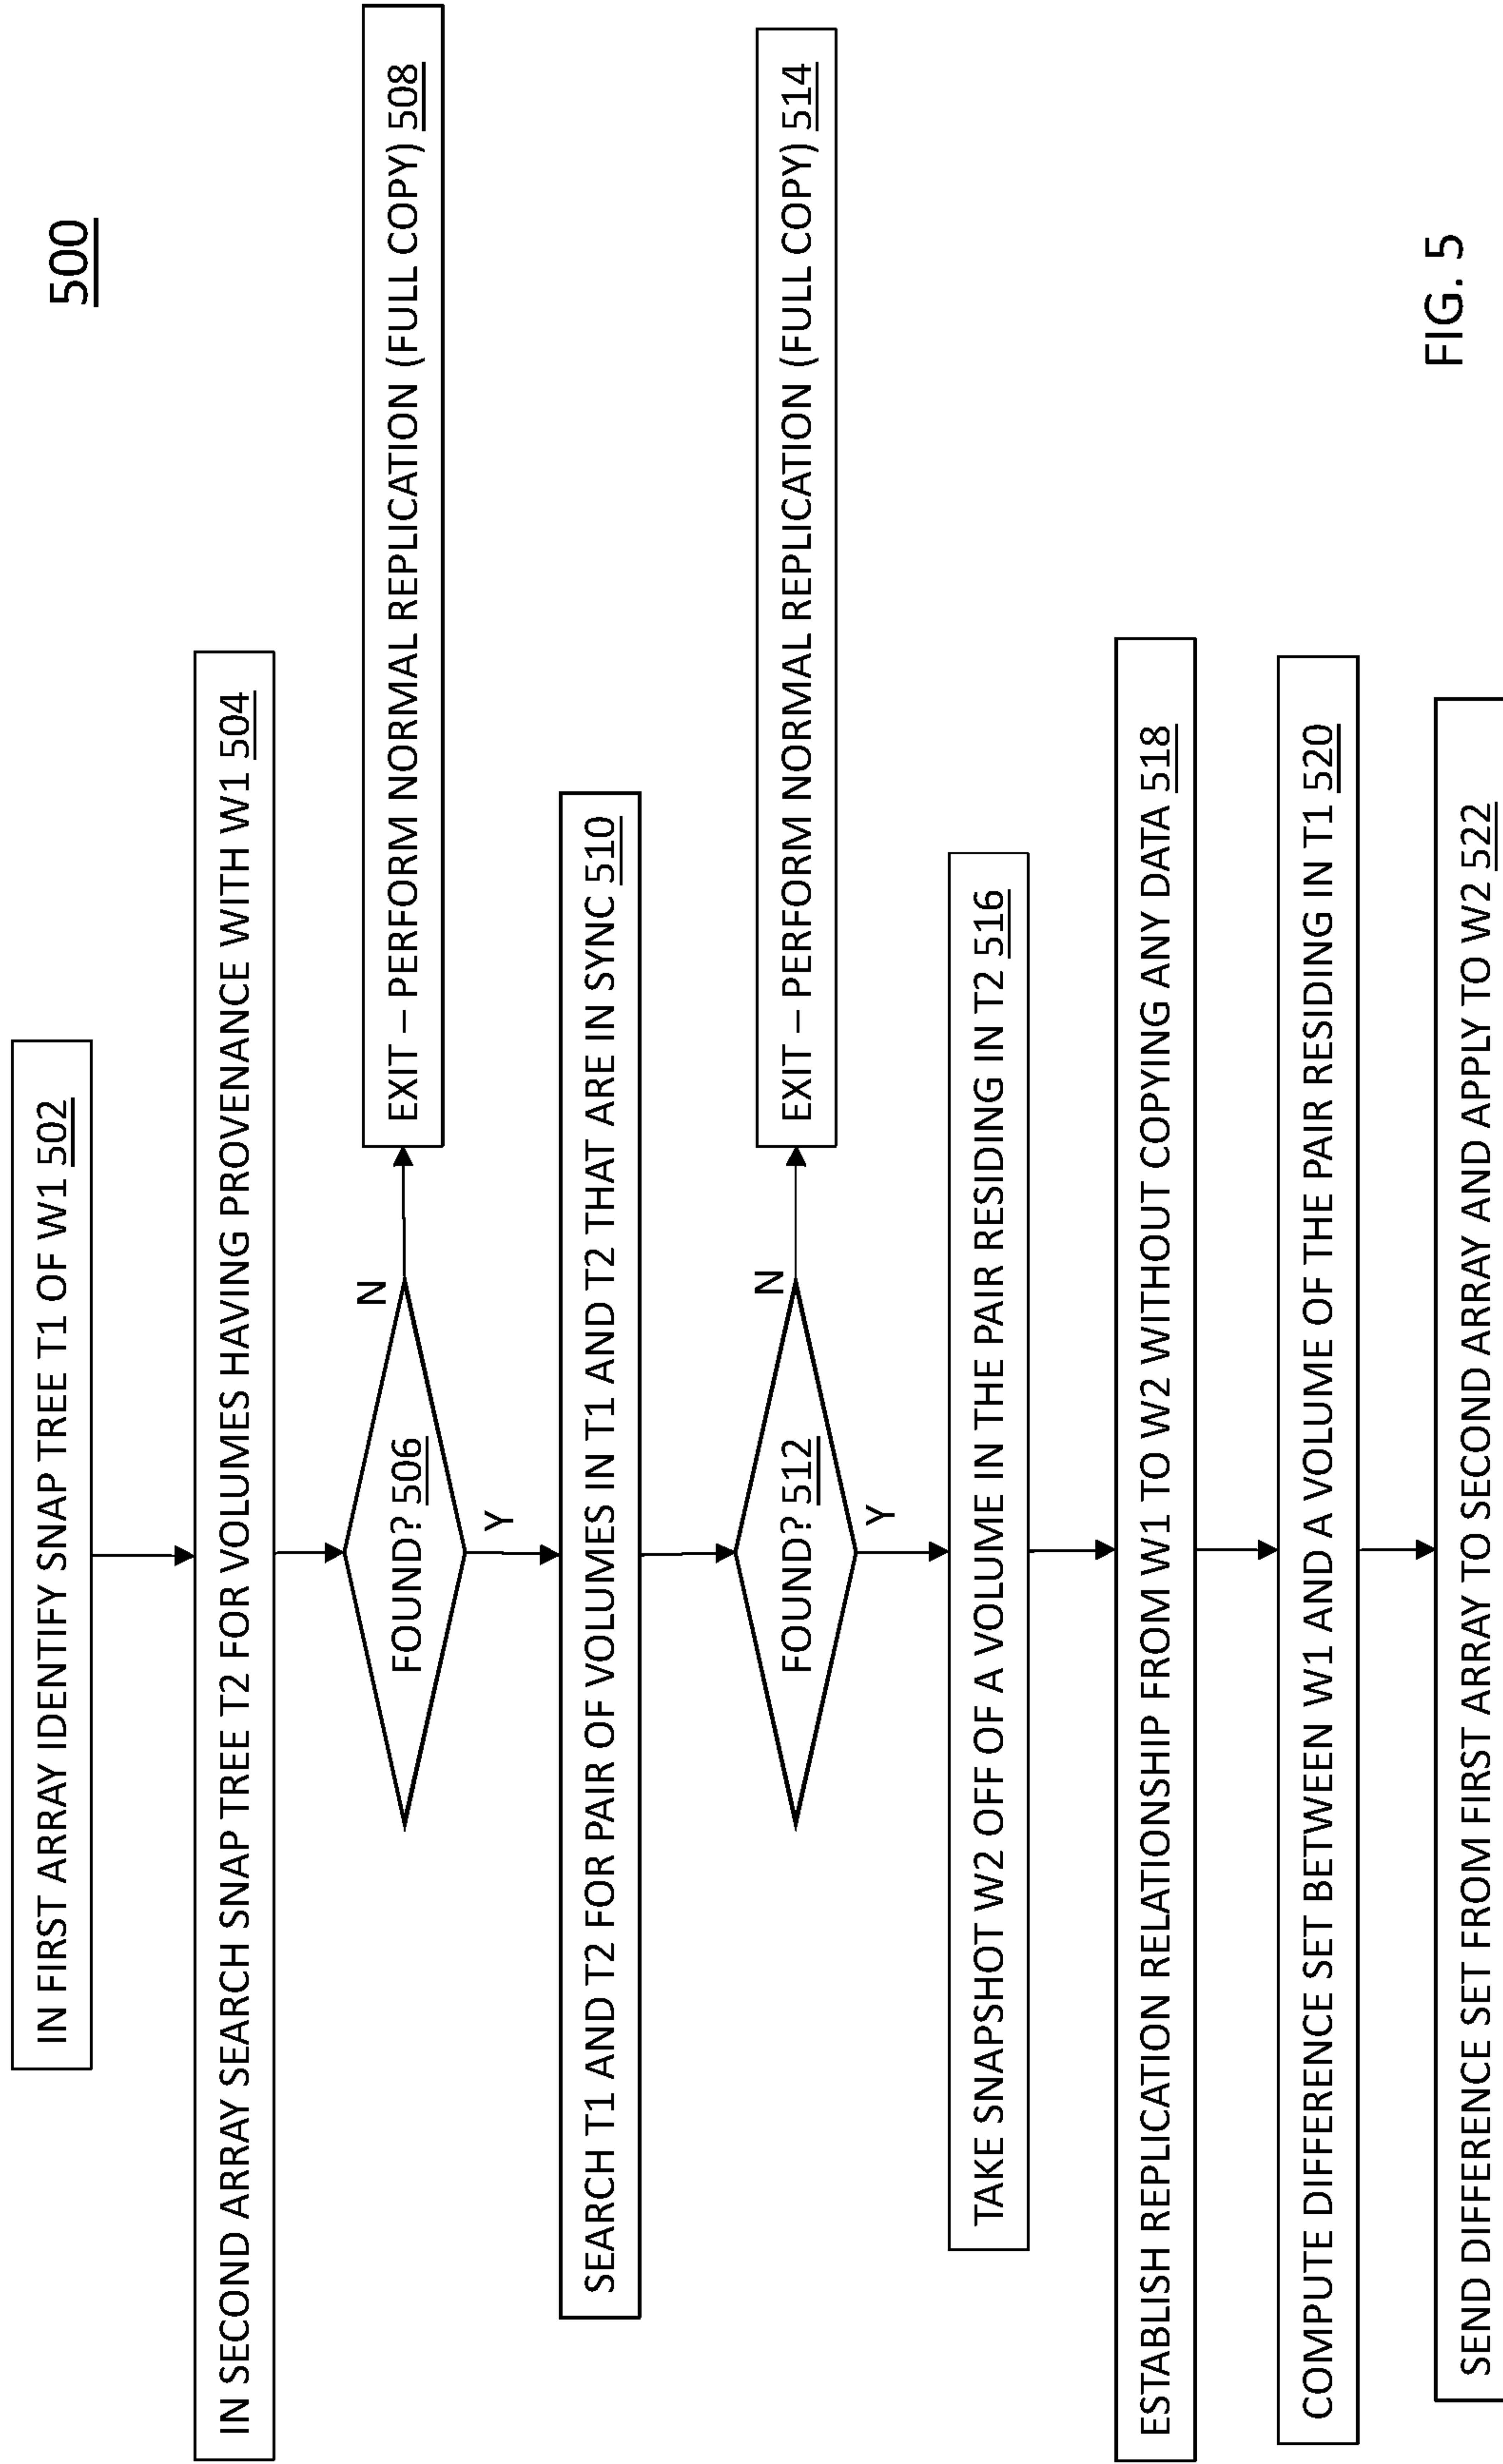 500
IN FIRST ARRAY IDENTIFY SNAP TREE T1 OF W1 502
IN SECOND ARRAY SEARCH SNAP TREE T2 FOR VOLUMES HAVING PROVENANCE WITH W1 504
FOUND? 506
N
EXIT – PERFORM NORMAL REPLICATION (FULL COPY) 508
Y
SEARCH T1 AND T2 FOR PAIR OF VOLUMES IN T1 AND T2 THAT ARE IN SYNC 510
FOUND? 512
N
EXIT – PERFORM NORMAL REPLICATION (FULL COPY) 514
Y
TAKE SNAPSHOT W2 OFF OF A VOLUME IN THE PAIR RESIDING IN T2 516
ESTABLISH REPLICATION RELATIONSHIP FROM W1 TO W2 WITHOUT COPYING ANY DATA 518
COMPUTE DIFFERENCE SET BETWEEN W1 AND A VOLUME OF THE PAIR RESIDING IN T1 520
SEND DIFFERENCE SET FROM FIRST ARRAY TO SECOND ARRAY AND APPLY TO W2 522
FIG. 5